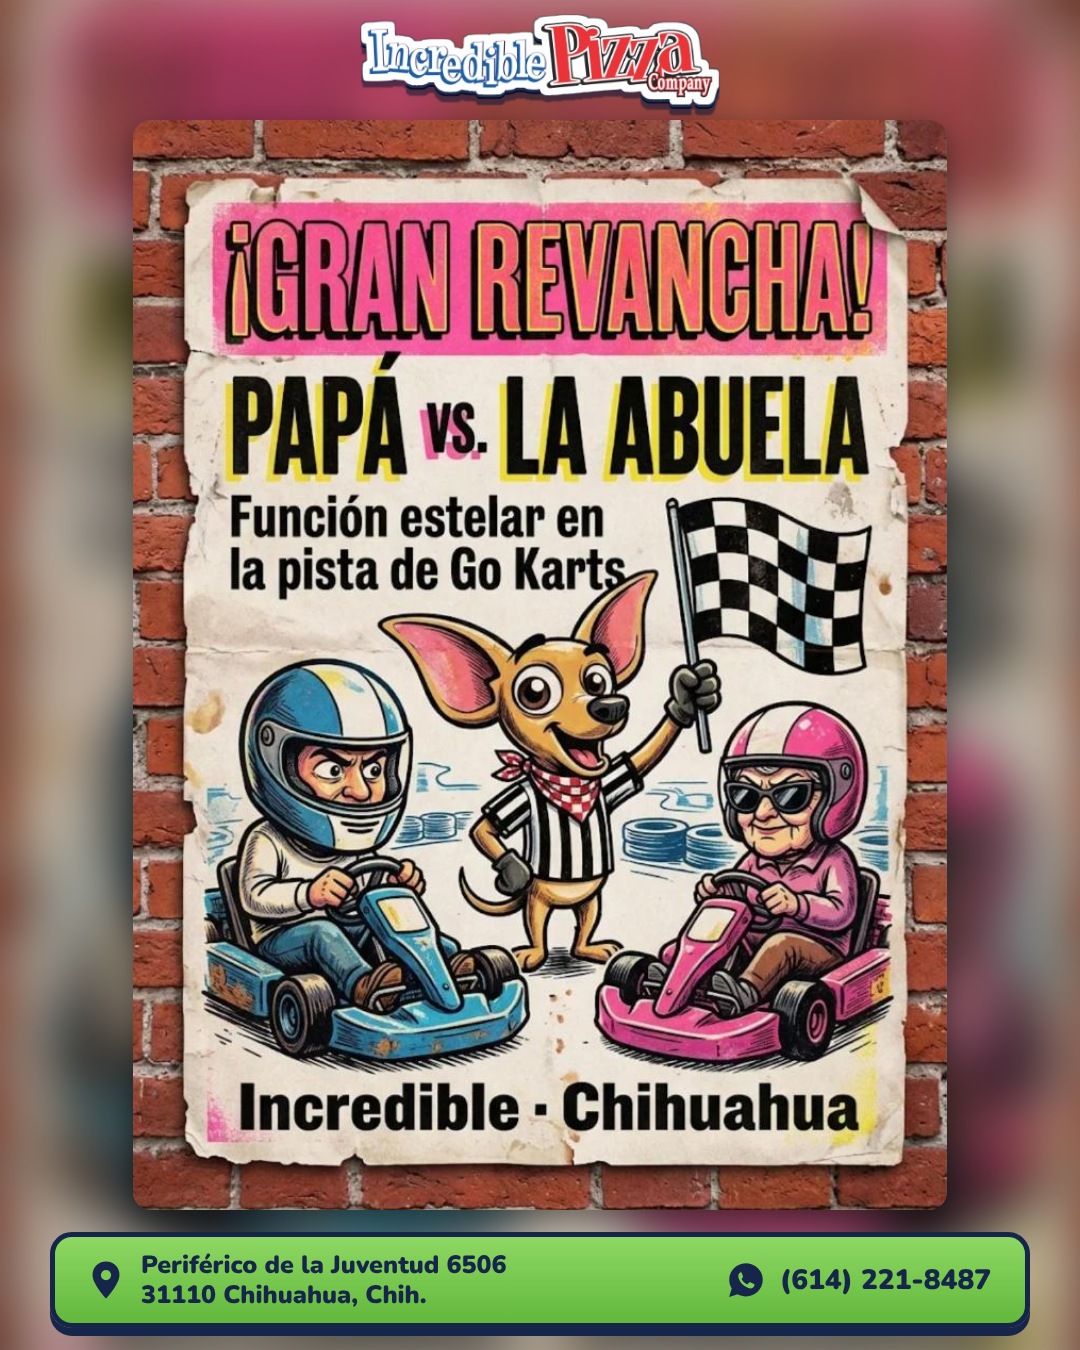 Incredible Pizza
Company
¡GRAN REVANCHA!
PAPÁ vs. LA ABUELA
Función estelar en
la pista de Go Karts
Incredible · Chihuahua
Periférico de la Juventud 6506
31110 Chihuahua, Chih.
(614) 221-8487